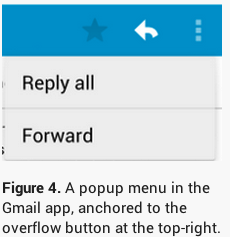 Reply all
Forward
Figure 4. A popup menu in the
Gmail app, anchored to the
overflow button at the top-right.